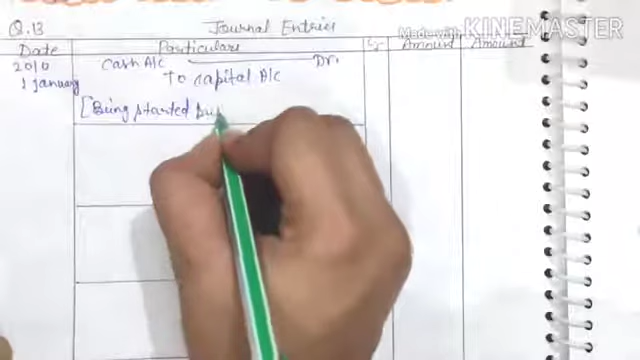 Made with KINEMASTER
Q.13 Journal Entries
Date Particulars Amount Amount
2010 Cash A/c Dr.
1 January To capital A/c
[Being started bus